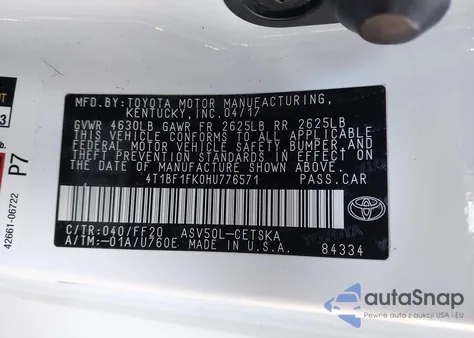 MFD. BY: TOYOTA MOTOR MANUFACTURING,
KENTUCKY, INC. 04/17
GVWR 4630LB GAWR FR 2625LB RR 2625LB
THIS VEHICLE CONFORMS TO ALL APPLICABLE
FEDERAL MOTOR VEHICLE SAFETY, BUMPER, AND
THEFT PREVENTION STANDARDS IN EFFECT ON
THE DATE OF MANUFACTURE SHOWN ABOVE.
4T1BF1FK0HU776571 PASS.CAR
C/TR:040/FF20 ASV50L-CETSKA
A/TM:-01A/U760E MADE IN U.S.A.
84334
TOYOTA
42661-06722
P7
3
autaSnap
Pewne auta z aukcji USA - EU